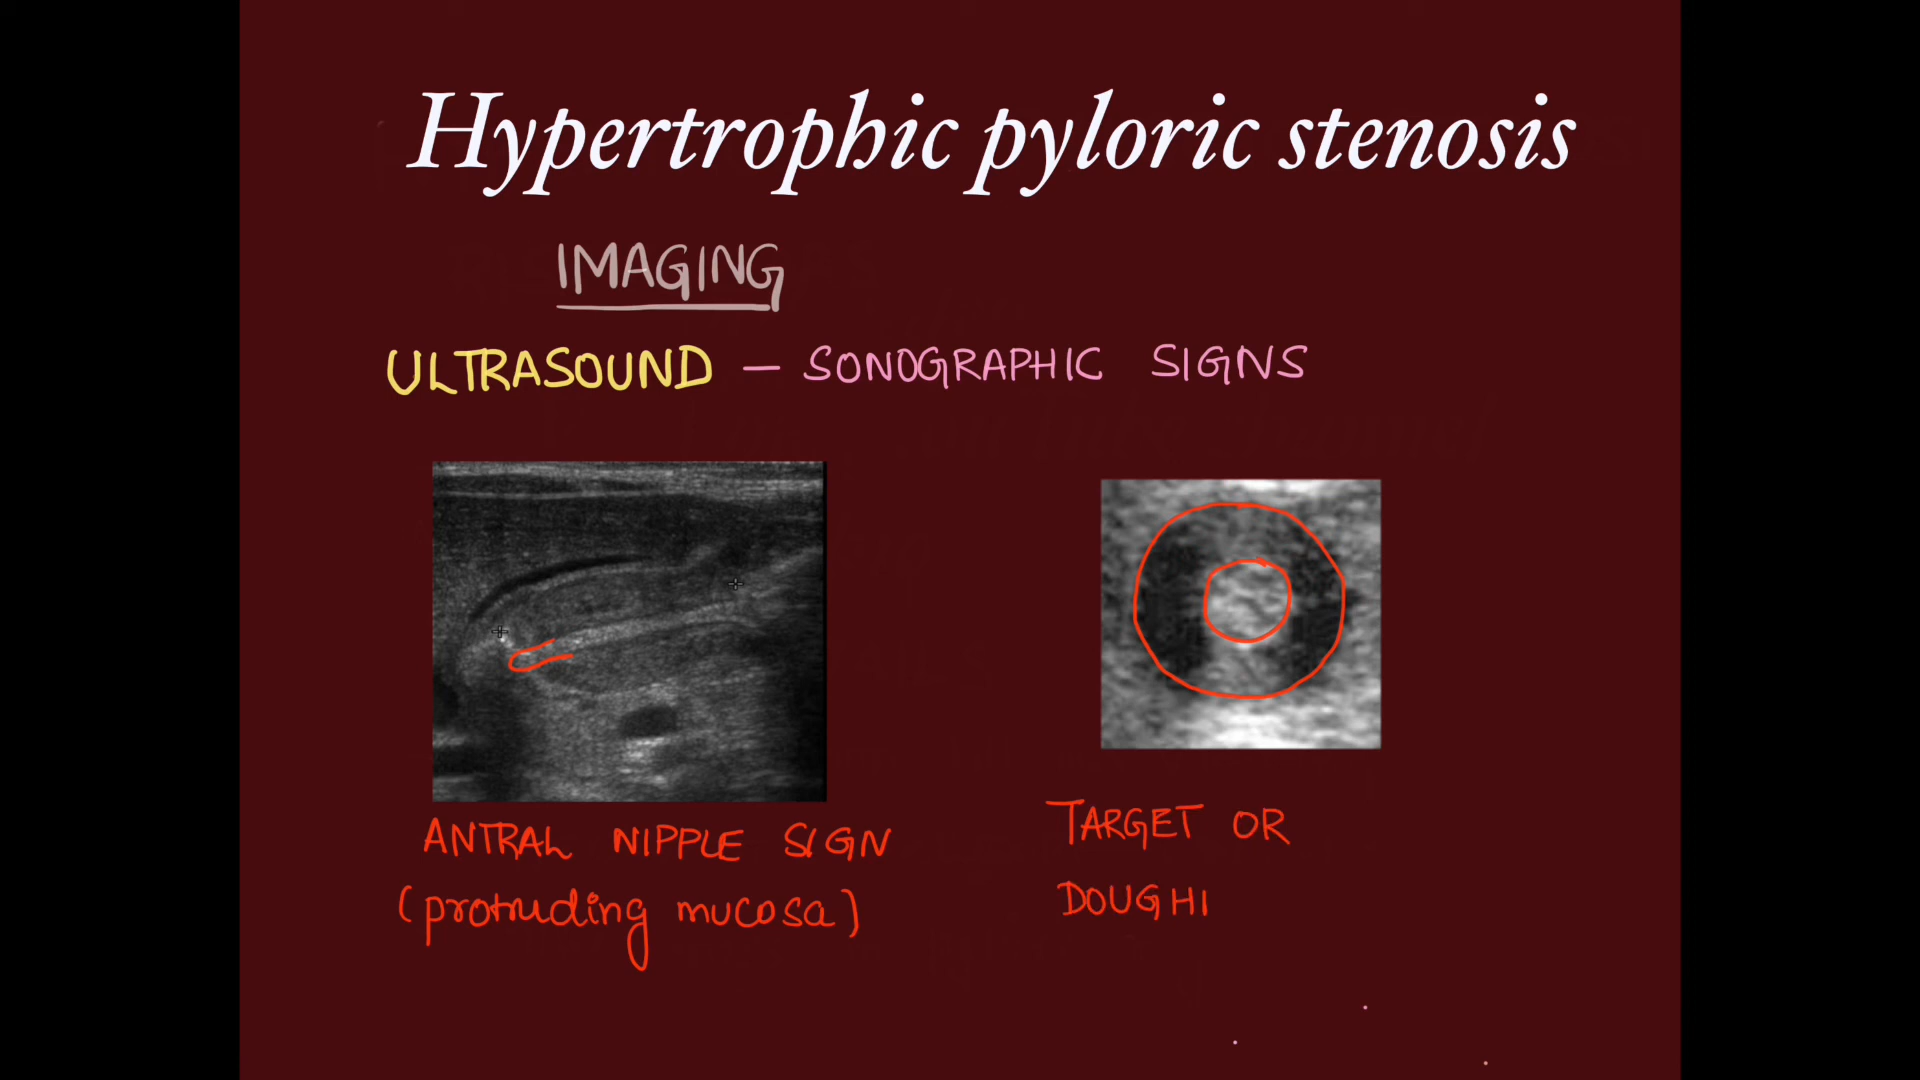 Hypertrophic pyloric stenosis
IMAGING
ULTRASOUND — SONOGRAPHIC SIGNS
ANTRAL NIPPLE SIGN
(protruding mucosa)
TARGET OR
DOUGHI